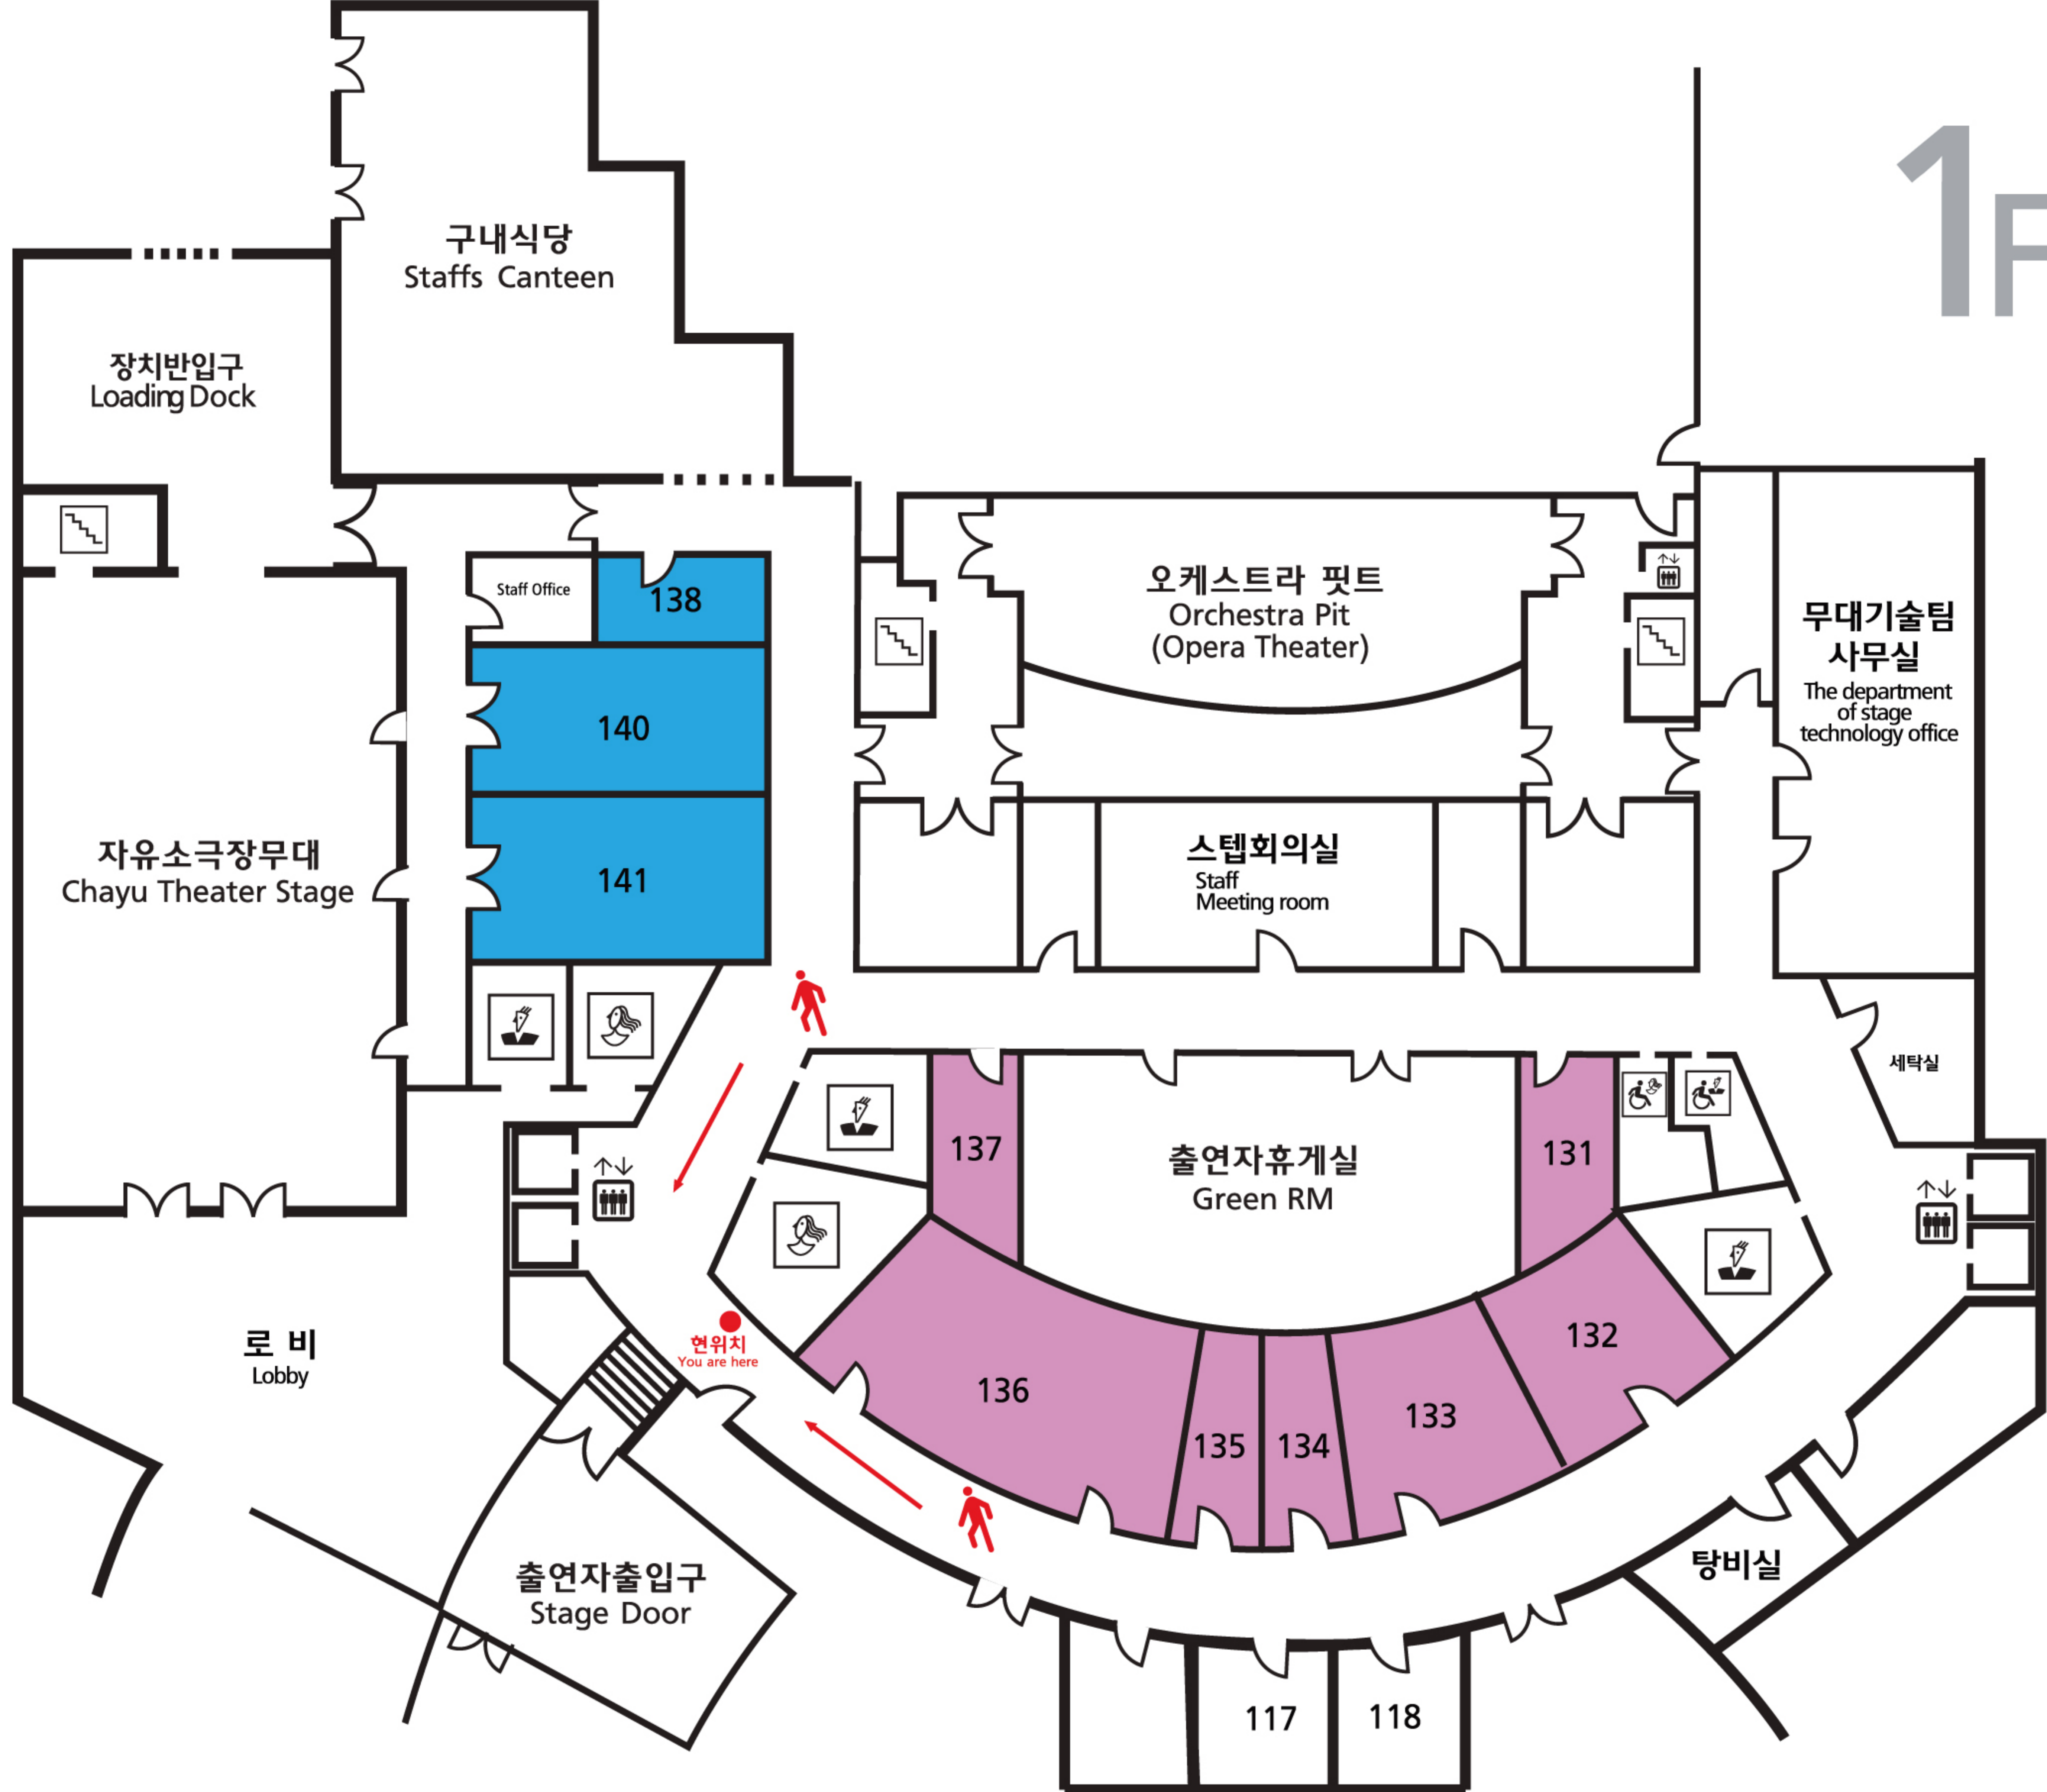 1F
구내식당
Staffs Canteen
장치반입구
Loading Dock
Staff Office
138
오케스트라 핏트
Orchestra Pit
(Opera Theater)
무대기술팀
사무실
The department
of stage
technology office
140
자유소극장무대
Chayu Theater Stage
141
스텝회의실
Staff
Meeting room
세탁실
137
출연자휴게실
Green RM
131
로 비
Lobby
현위치
You are here
136
135
134
133
132
출연자출입구
Stage Door
탕비실
117
118